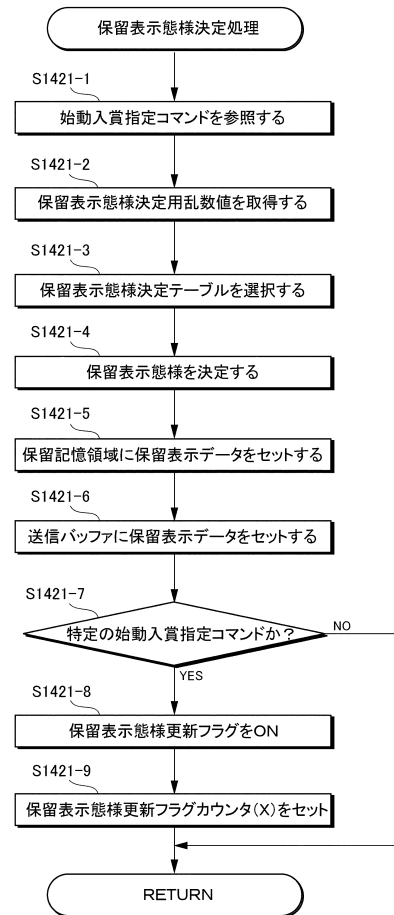 保留表示態様決定処理
S1421-1
始動入賞指定コマンドを参照する
S1421-2
保留表示態様決定用乱数値を取得する
S1421-3
保留表示態様決定テーブルを選択する
S1421-4
保留表示態様を決定する
S1421-5
保留記憶領域に保留表示データをセットする
S1421-6
送信バッファに保留表示データをセットする
S1421-7
特定の始動入賞指定コマンドか？
NO
YES
S1421-8
保留表示態様更新フラグをON
S1421-9
保留表示態様更新フラグカウンタ(X)をセット
RETURN